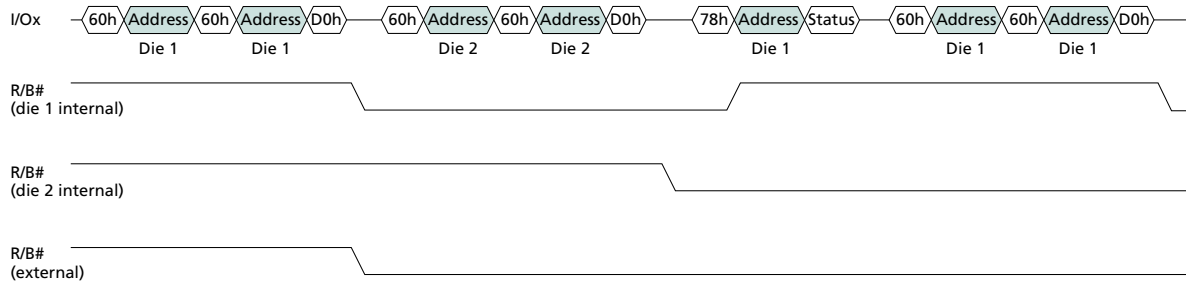 I/Ox 60h Address 60h Address D0h 60h Address 60h Address D0h 78h Address Status 60h Address 60h Address D0h
Die 1 Die 1 Die 2 Die 2 Die 1 Die 1 Die 1
R/B#
(die 1 internal)
R/B#
(die 2 internal)
R/B#
(external)